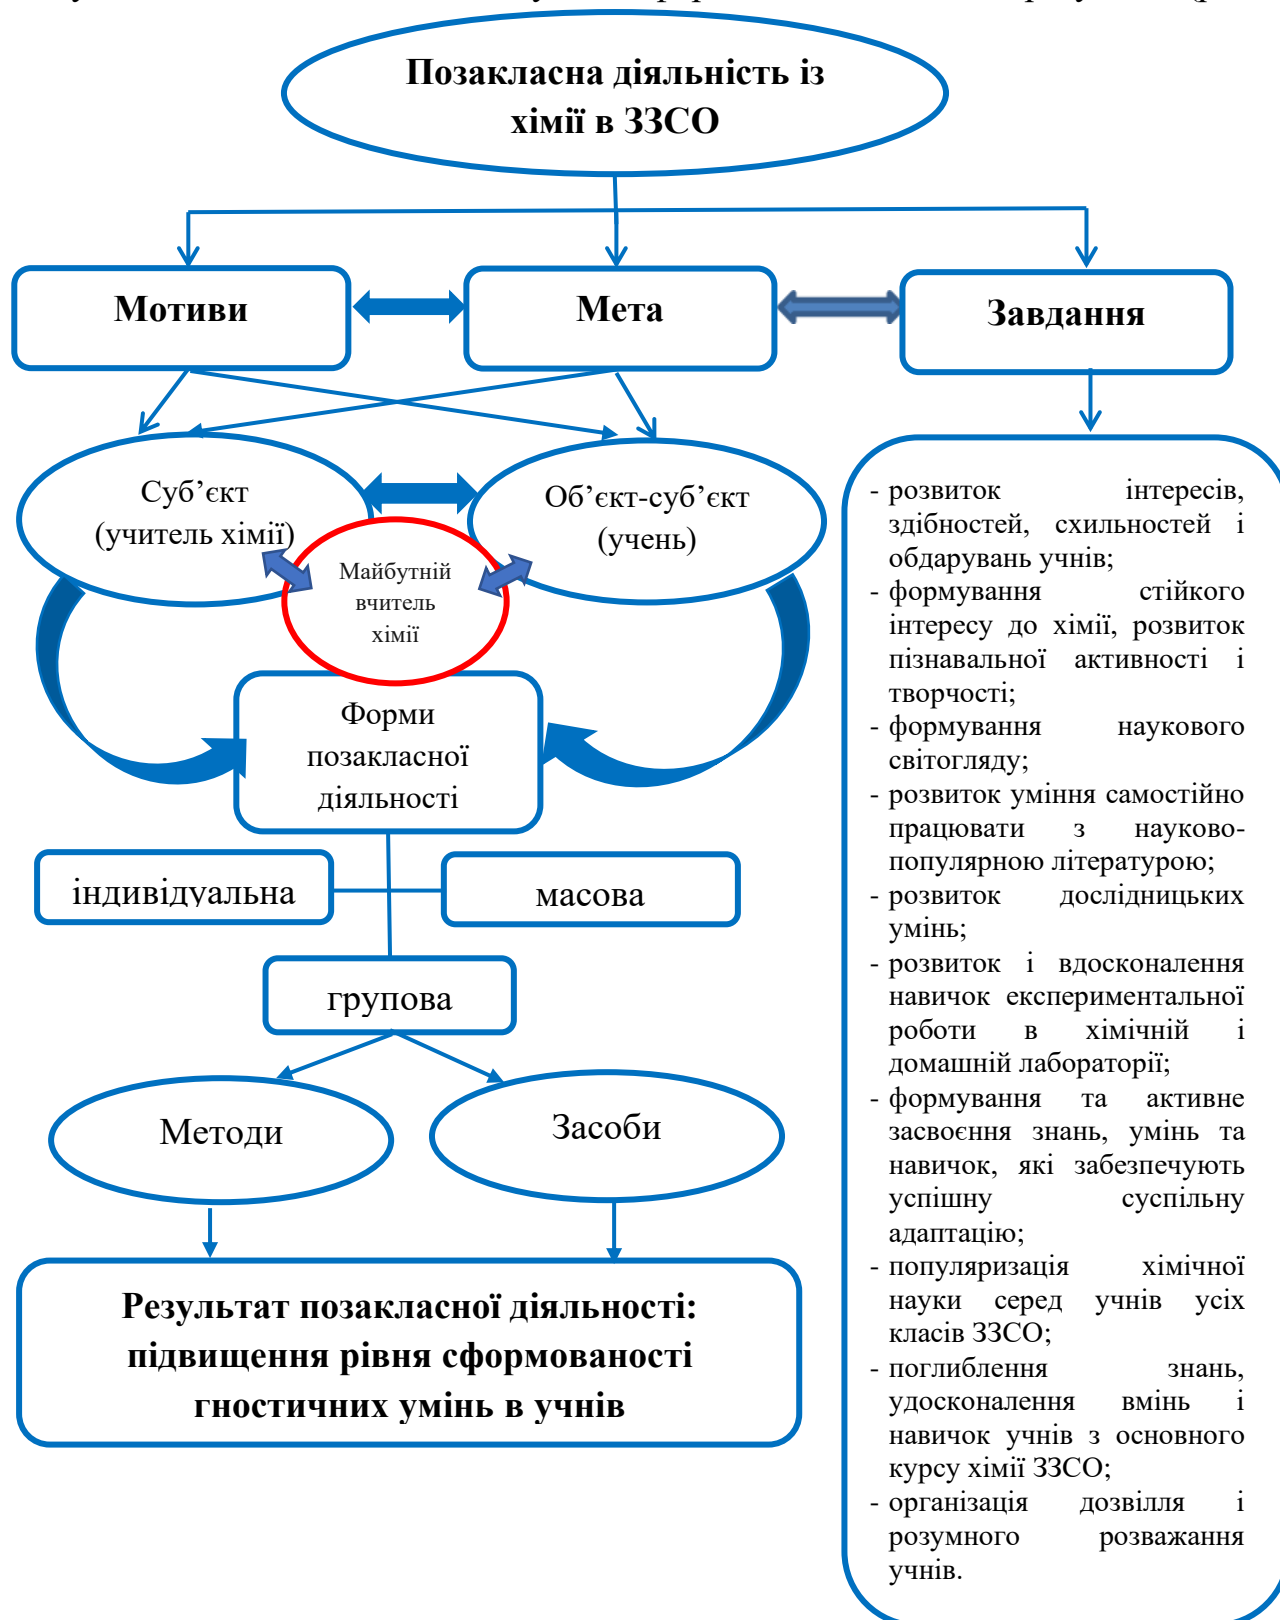 Позакласна діяльність із
хімії в ЗЗСО
Мотиви
Мета
Завдання
Суб’єкт
(учитель хімії)
Об’єкт-суб’єкт
(учень)
Майбутній
вчитель
хімії
Форми
позакласної
діяльності
індивідуальна
масова
групова
Методи
Засоби
Результат позакласної діяльності:
підвищення рівня сформованості
гностичних умінь в учнів
- розвиток інтересів,
здібностей, схильностей і
обдарувань учнів;
- формування стійкого
інтересу до хімії, розвиток
пізнавальної активності і
творчості;
- формування наукового
світогляду;
- розвиток уміння самостійно
працювати з науково-
популярною літературою;
- розвиток дослідницьких
умінь;
- розвиток і вдосконалення
навичок експериментальної
роботи в хімічній і
домашній лабораторії;
- формування та активне
засвоєння знань, умінь та
навичок, які забезпечують
успішну суспільну
адаптацію;
- популяризація хімічної
науки серед учнів усіх
класів ЗЗСО;
- поглиблення знань,
удосконалення вмінь і
навичок учнів з основного
курсу хімії ЗЗСО;
- організація дозвілля і
розумного розважання
учнів.